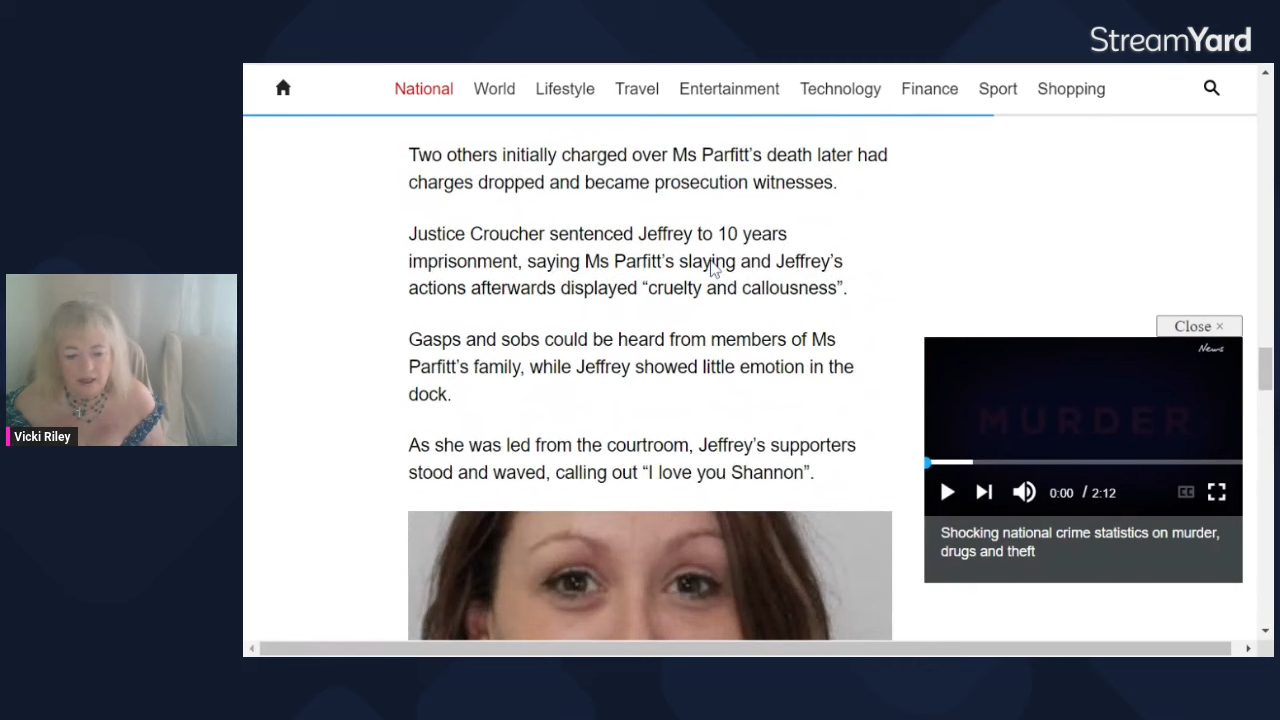 StreamYard
National World Lifestyle Travel Entertainment Technology Finance Sport Shopping
Two others initially charged over Ms Parfitt’s death later had
charges dropped and became prosecution witnesses.
Justice Croucher sentenced Jeffrey to 10 years
imprisonment, saying Ms Parfitt’s slaying and Jeffrey’s
actions afterwards displayed “cruelty and callousness”.
Gasps and sobs could be heard from members of Ms
Parfitt’s family, while Jeffrey showed little emotion in the
dock.
As she was led from the courtroom, Jeffrey’s supporters
stood and waved, calling out “I love you Shannon”.
Close ×
News
MURDER
0:00 / 2:12
CC
Shocking national crime statistics on murder,
drugs and theft
Vicki Riley